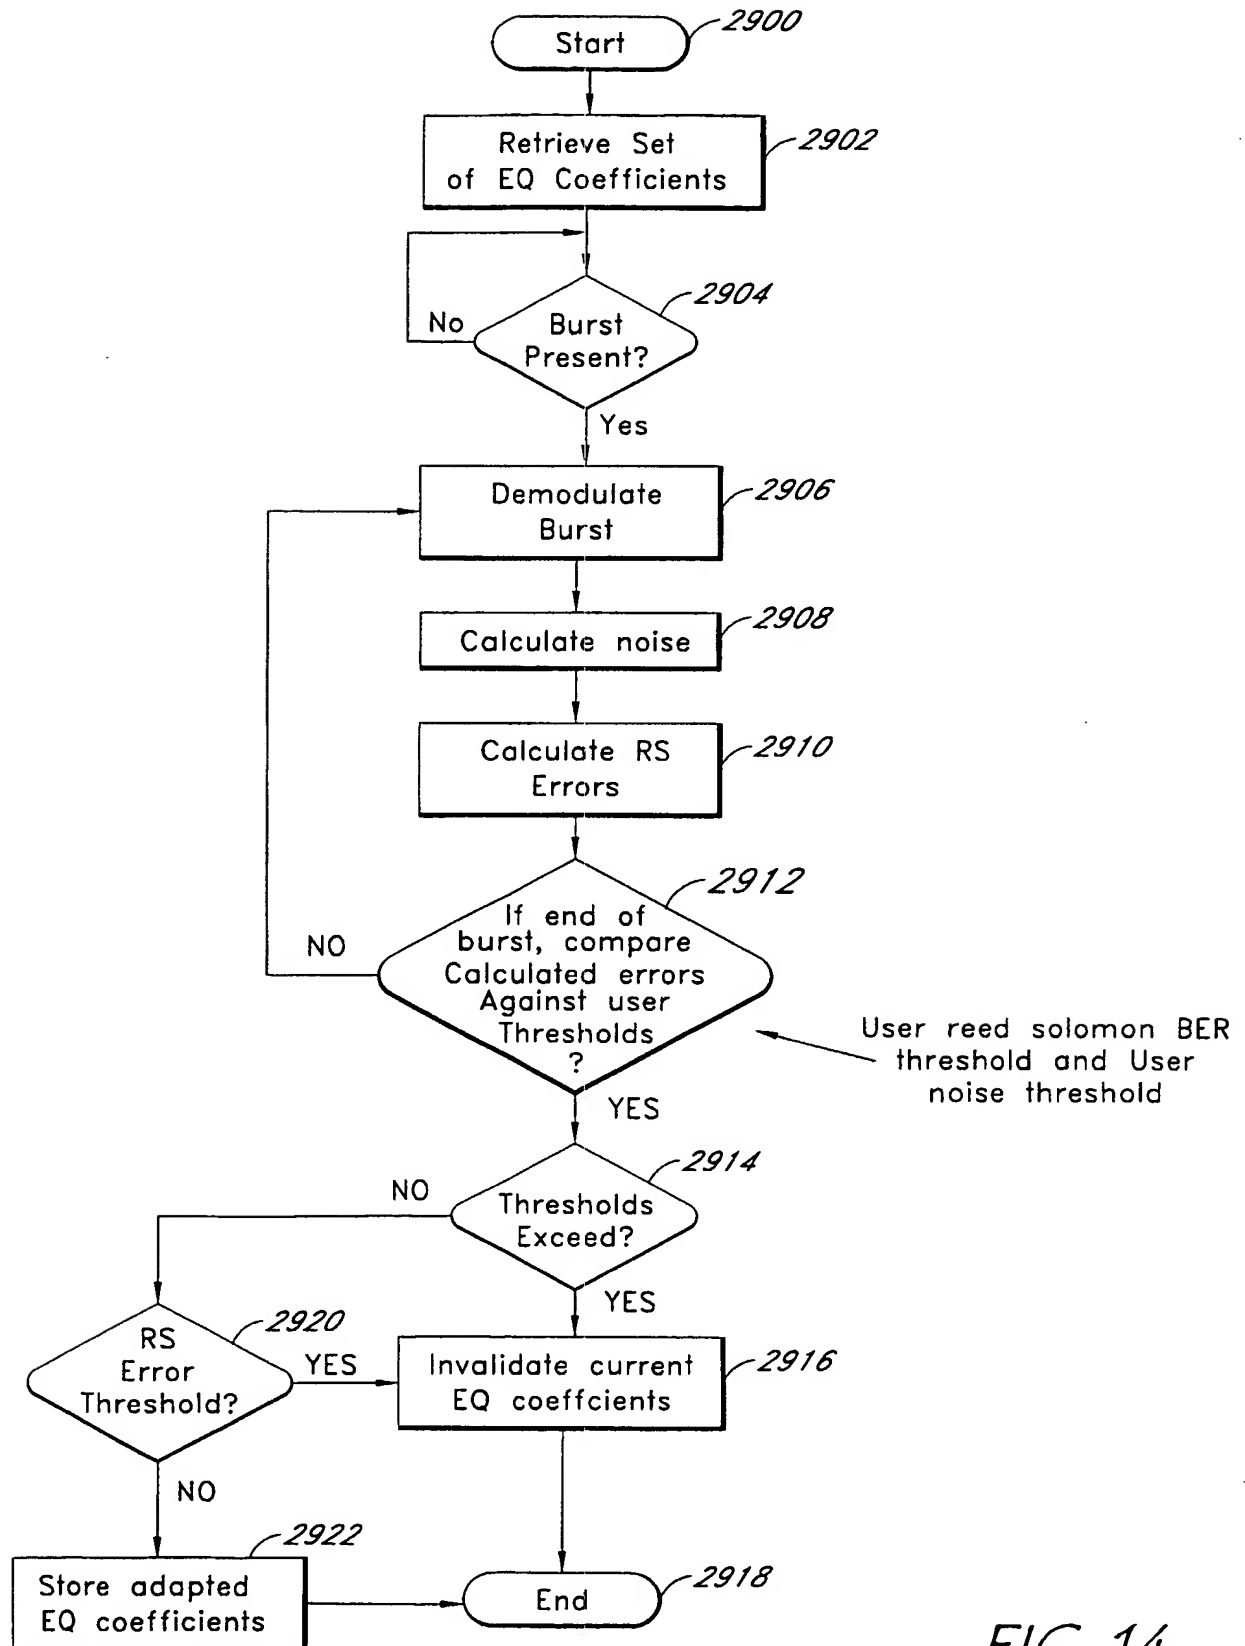 Start
2900
Retrieve Set
of EQ Coefficients
2902
Burst
Present?
2904
No
Yes
Demodulate
Burst
2906
Calculate noise
2908
Calculate RS
Errors
2910
If end of
burst, compare
Calculated errors
Against user
Thresholds
?
2912
NO
User reed solomon BER
threshold and User
noise threshold
YES
Thresholds
Exceed?
2914
NO
YES
RS
Error
Threshold?
2920
YES
Invalidate current
EQ coeffcients
2916
NO
Store adapted
EQ coefficients
2922
End
2918
FIG. 14